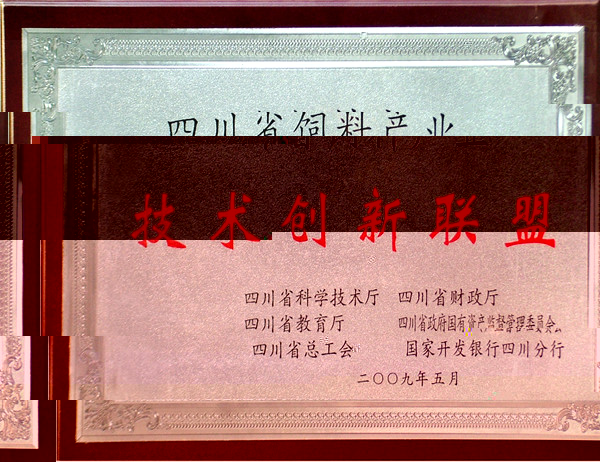 四川省饲料产业
技术创新联盟
四川省科学技术厅 四川省财政厅
四川省教育厅 四川省政府国有资产监督管理委员会
四川省总工会 国家开发银行四川分行
二〇〇九年五月